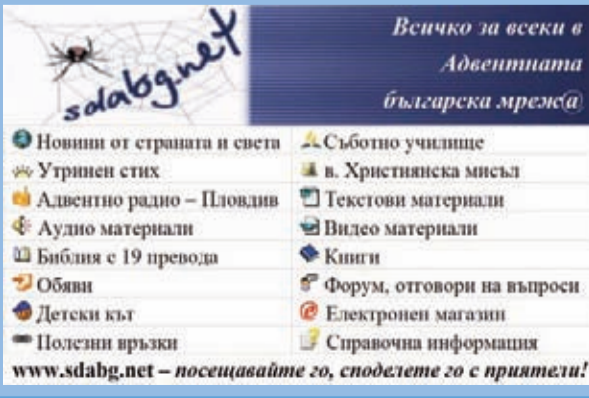 sdabg.net
Всичко за всеки в
Адвентната
българска мреж@
Новини от страната и света
Утринен стих
Адвентно радио – Пловдив
Аудио материали
Библия с 19 превода
Обяви
Детски кът
Полезни връзки
Съботно училище
в. Християнска мисъл
Текстови материали
Видео материали
Книги
Форум, отговори на въпроси
Електронен магазин
Справочна информация
www.sdabg.net – посещавайте го, споделете го с приятели!